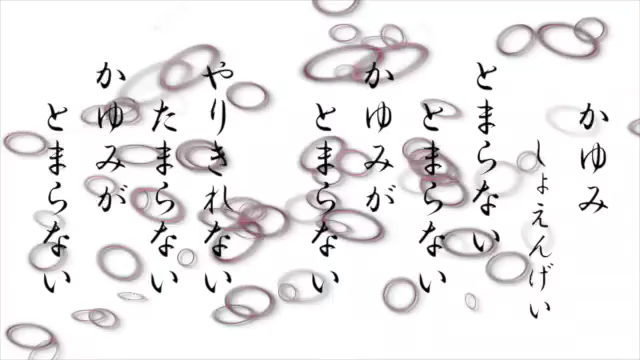 かゆみ
しょえんげい
とまらない
とまらない
かゆみが
とまらない
やりきれない
たまらない
かゆみが
とまらない